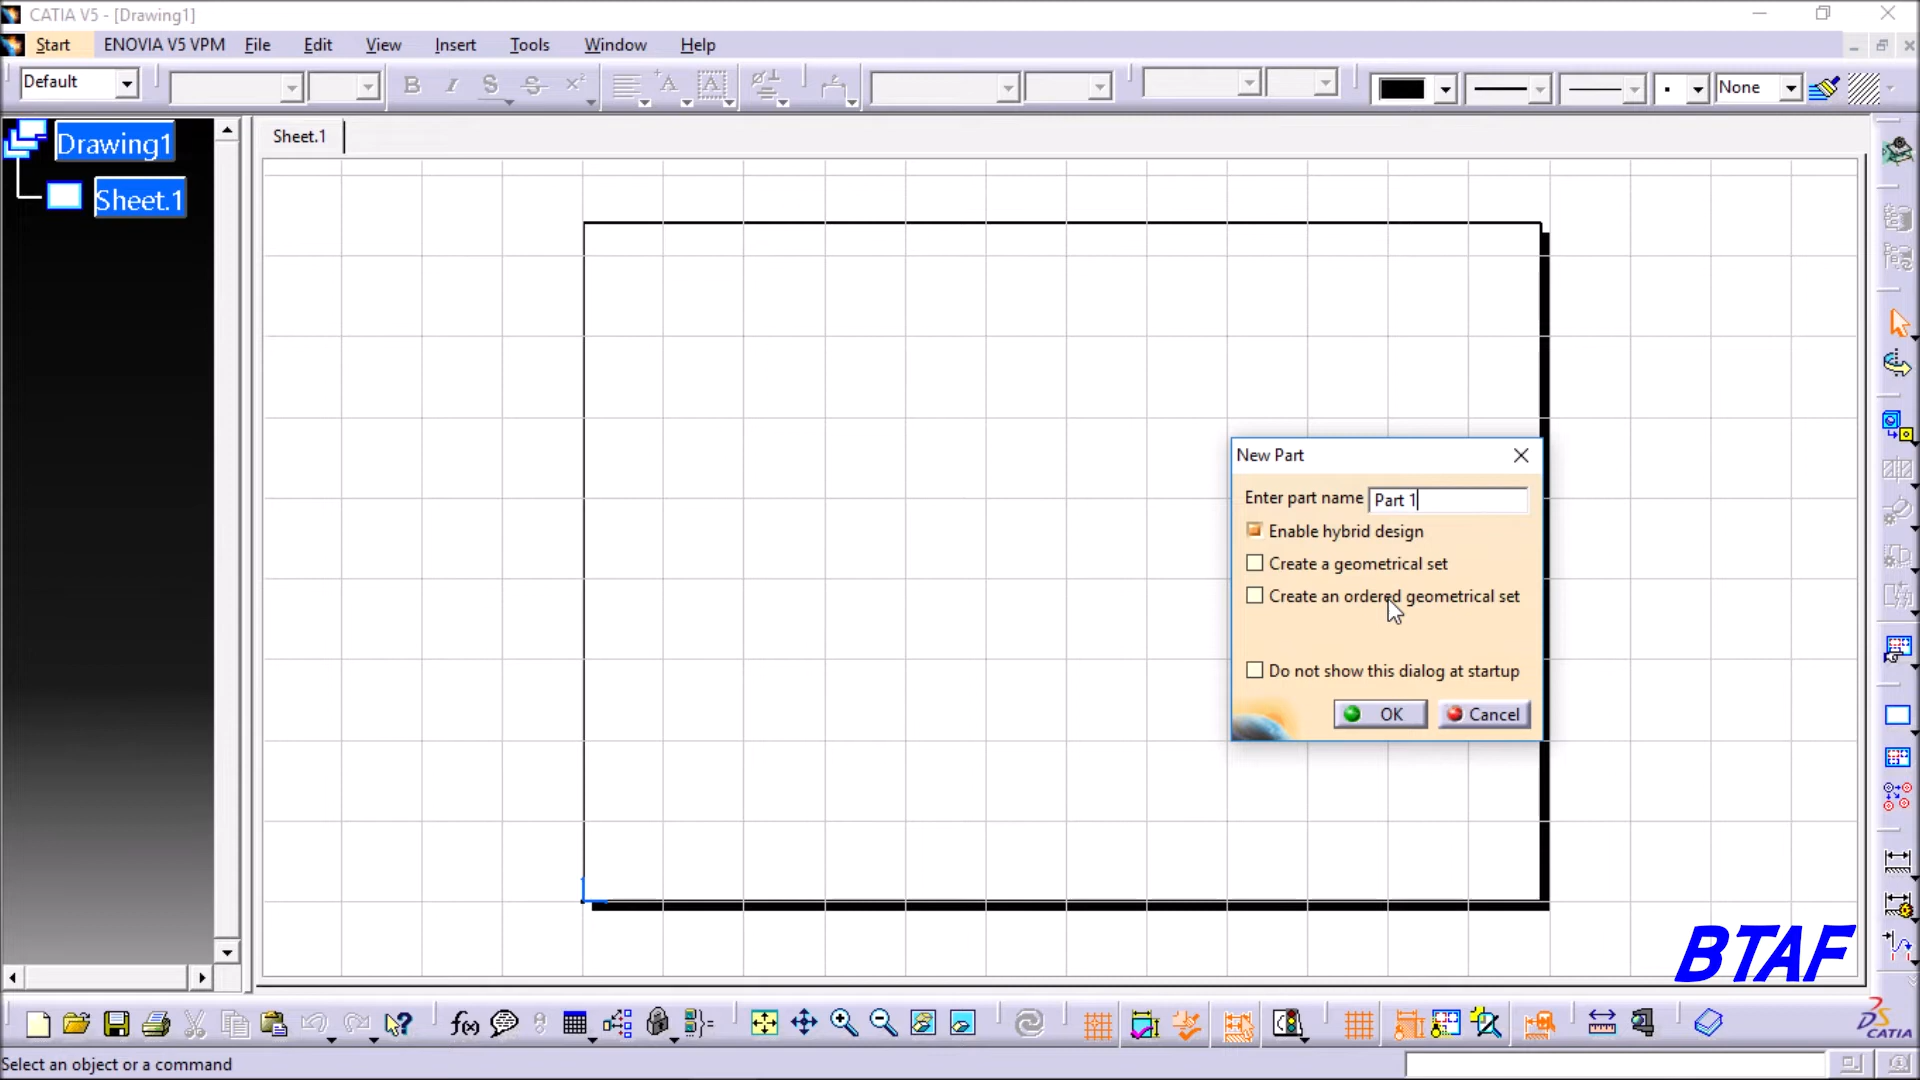 CATIA V5 - [Drawing1]
Start ENOVIA V5 VPM File Edit View Insert Tools Window Help
Default
B I S S x²
None
Drawing1
Sheet.1
Sheet.1
New Part
Enter part name Part 1
Enable hybrid design
Create a geometrical set
Create an ordered geometrical set
Do not show this dialog at startup
OK Cancel
BTAF
f(x)
CATIA
Select an object or a command